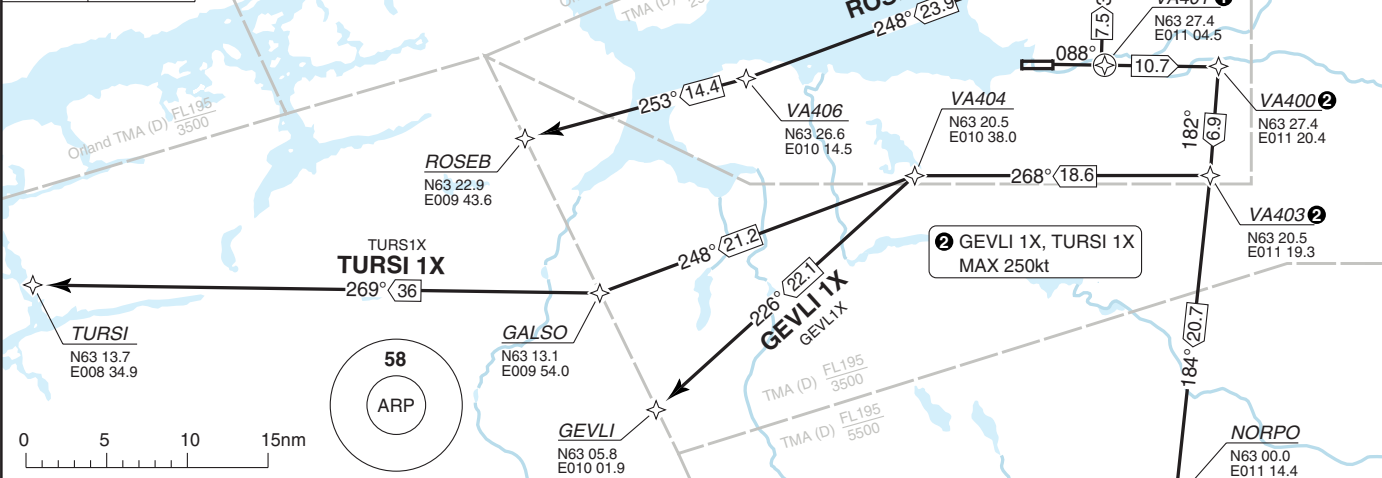 TMA (D)
ROS
248° 23.9
7.5
N63 27.4
E011 04.5
088°
10.7
253° 14.4
Orland TMA (D) FL195
3500
VA406
N63 26.6
E010 14.5
VA404
N63 20.5
E010 38.0
VA400 2
N63 27.4
E011 20.4
182° 6.9
ROSEB
N63 22.9
E009 43.6
268° 18.6
VA403 2
N63 20.5
E011 19.3
2 GEVLI 1X, TURSI 1X
MAX 250kt
248° 21.2
TURS1X
TURSI 1X
269° 36
226° 22.1
GEVLI 1X
GEVL1X
TURSI
N63 13.7
E008 34.9
GALSO
N63 13.1
E009 54.0
184° 20.7
58
ARP
TMA (D) FL195
3500
TMA (D) FL195
5500
GEVLI
N63 05.8
E010 01.9
NORPO
N63 00.0
E011 14.4
0 5 10 15nm